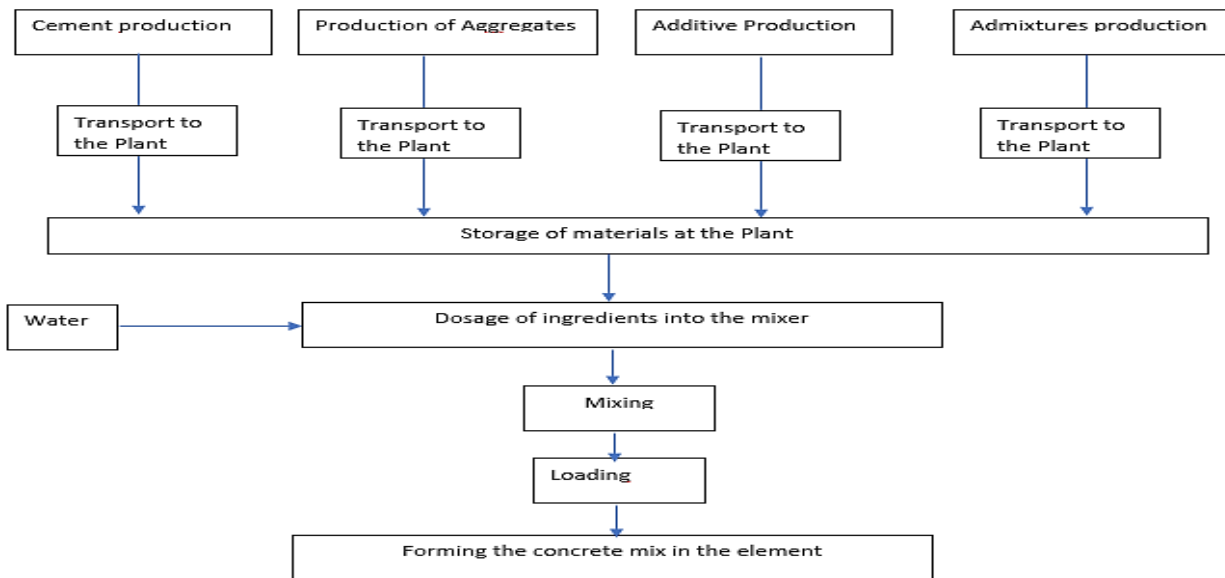 Cement production
Production of Aggregates
Additive Production
Admixtures production
Transport to
the Plant
Transport to
the Plant
Transport to
the Plant
Transport to
the Plant
Storage of materials at the Plant
Water
Dosage of ingredients into the mixer
Mixing
Loading
Forming the concrete mix in the element